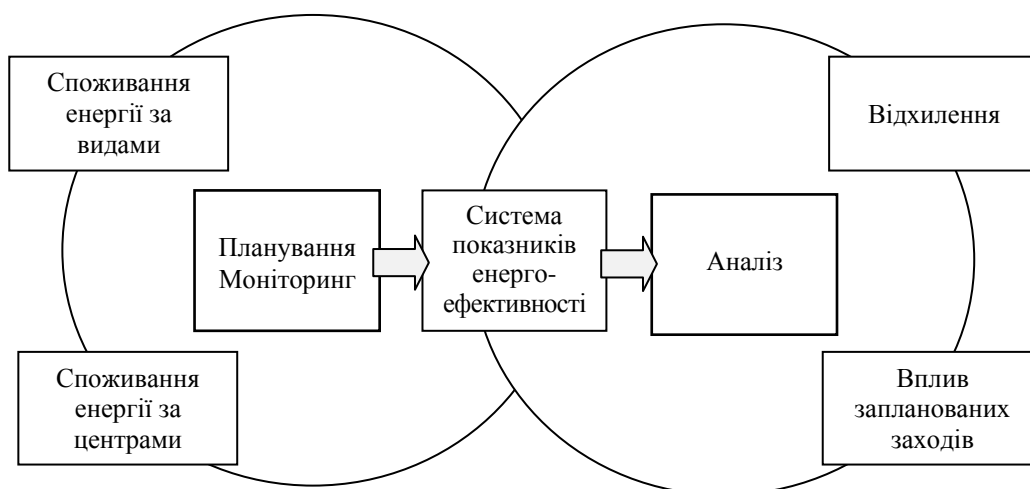 Споживання
енергії за
видами
Відхилення
Планування
Моніторинг
Система
показників
енерго-
ефективності
Аналіз
Споживання
енергії за
центрами
Вплив
запланованих
заходів